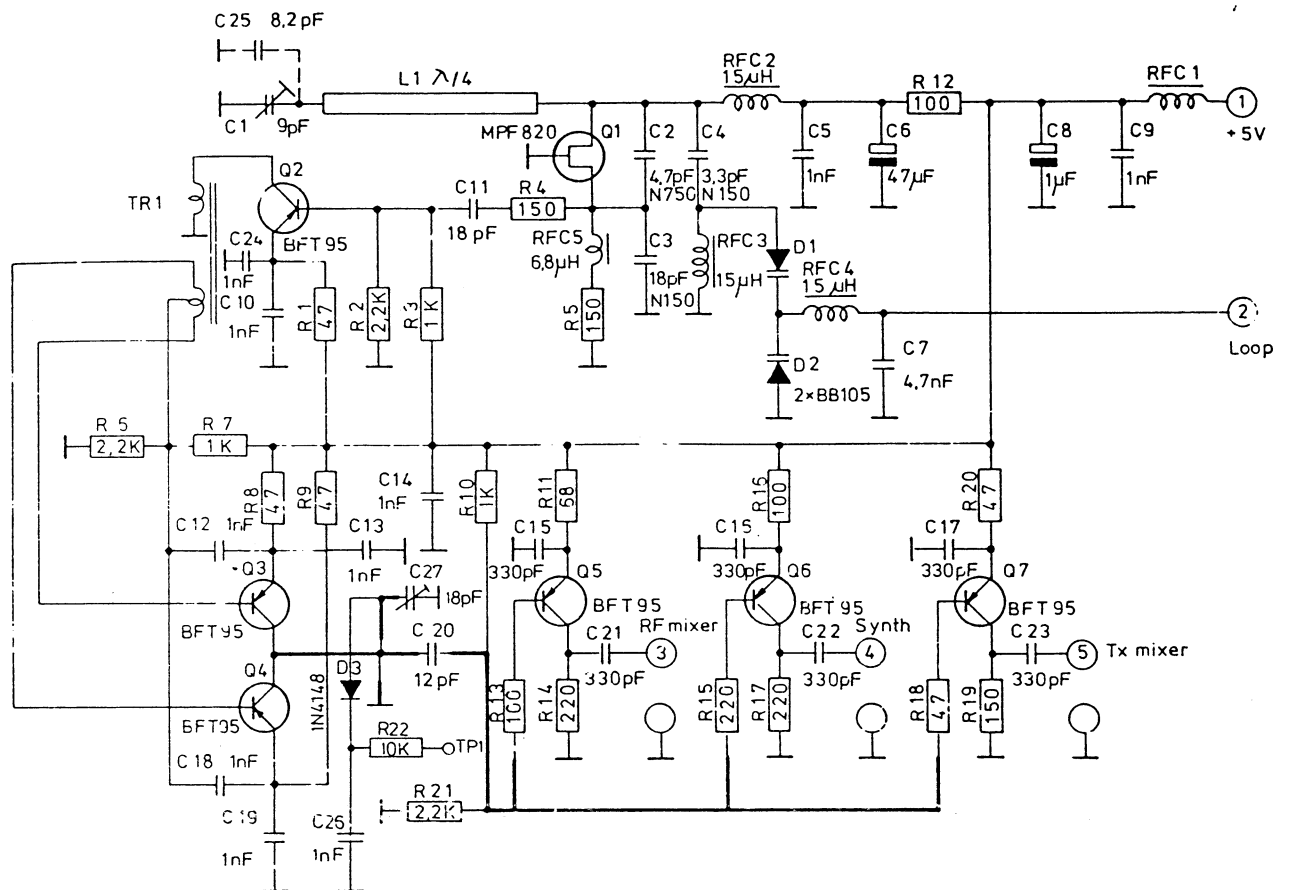 C25 8,2pF
C1
9pF
L1 λ/4
MPF820
Q1
C2
4,7pF
N750
C4
3,3pF
N150
RFC2
15µH
C5
1nF
C6
47µF
R12
100
C8
1µF
C9
1nF
RFC1
1
+5V
TR1
Q2
BFT95
C24
1nF
C10
1nF
R1
47
R2
2,2K
R3
1K
C11
18pF
R4
150
RFC5
6,8µH
R5
150
C3
18pF
N150
RFC3
15µH
D1
RFC4
15µH
D2
2×BB105
C7
4,7nF
2
Loop
R 5
2,2K
R 7
1K
R8
47
R9
47
C12
1nF
C13
1nF
C14
1nF
R10
1K
R11
68
C15
330pF
Q5
BFT95
R15
100
C15
330pF
Q6
BFT95
R20
47
C17
330pF
Q7
BFT95
Q3
BFT95
Q4
BFT95
C27
18pF
C20
12pF
D3
1N4148
R13
100
R14
220
C21
330pF
RFmixer
3
R15
220
R17
220
C22
330pF
Synth
4
R18
47
R19
150
C23
330pF
5
Tx mixer
R22
10K
TP1
C18 1nF
C19
1nF
C26
1nF
R21
2,2K